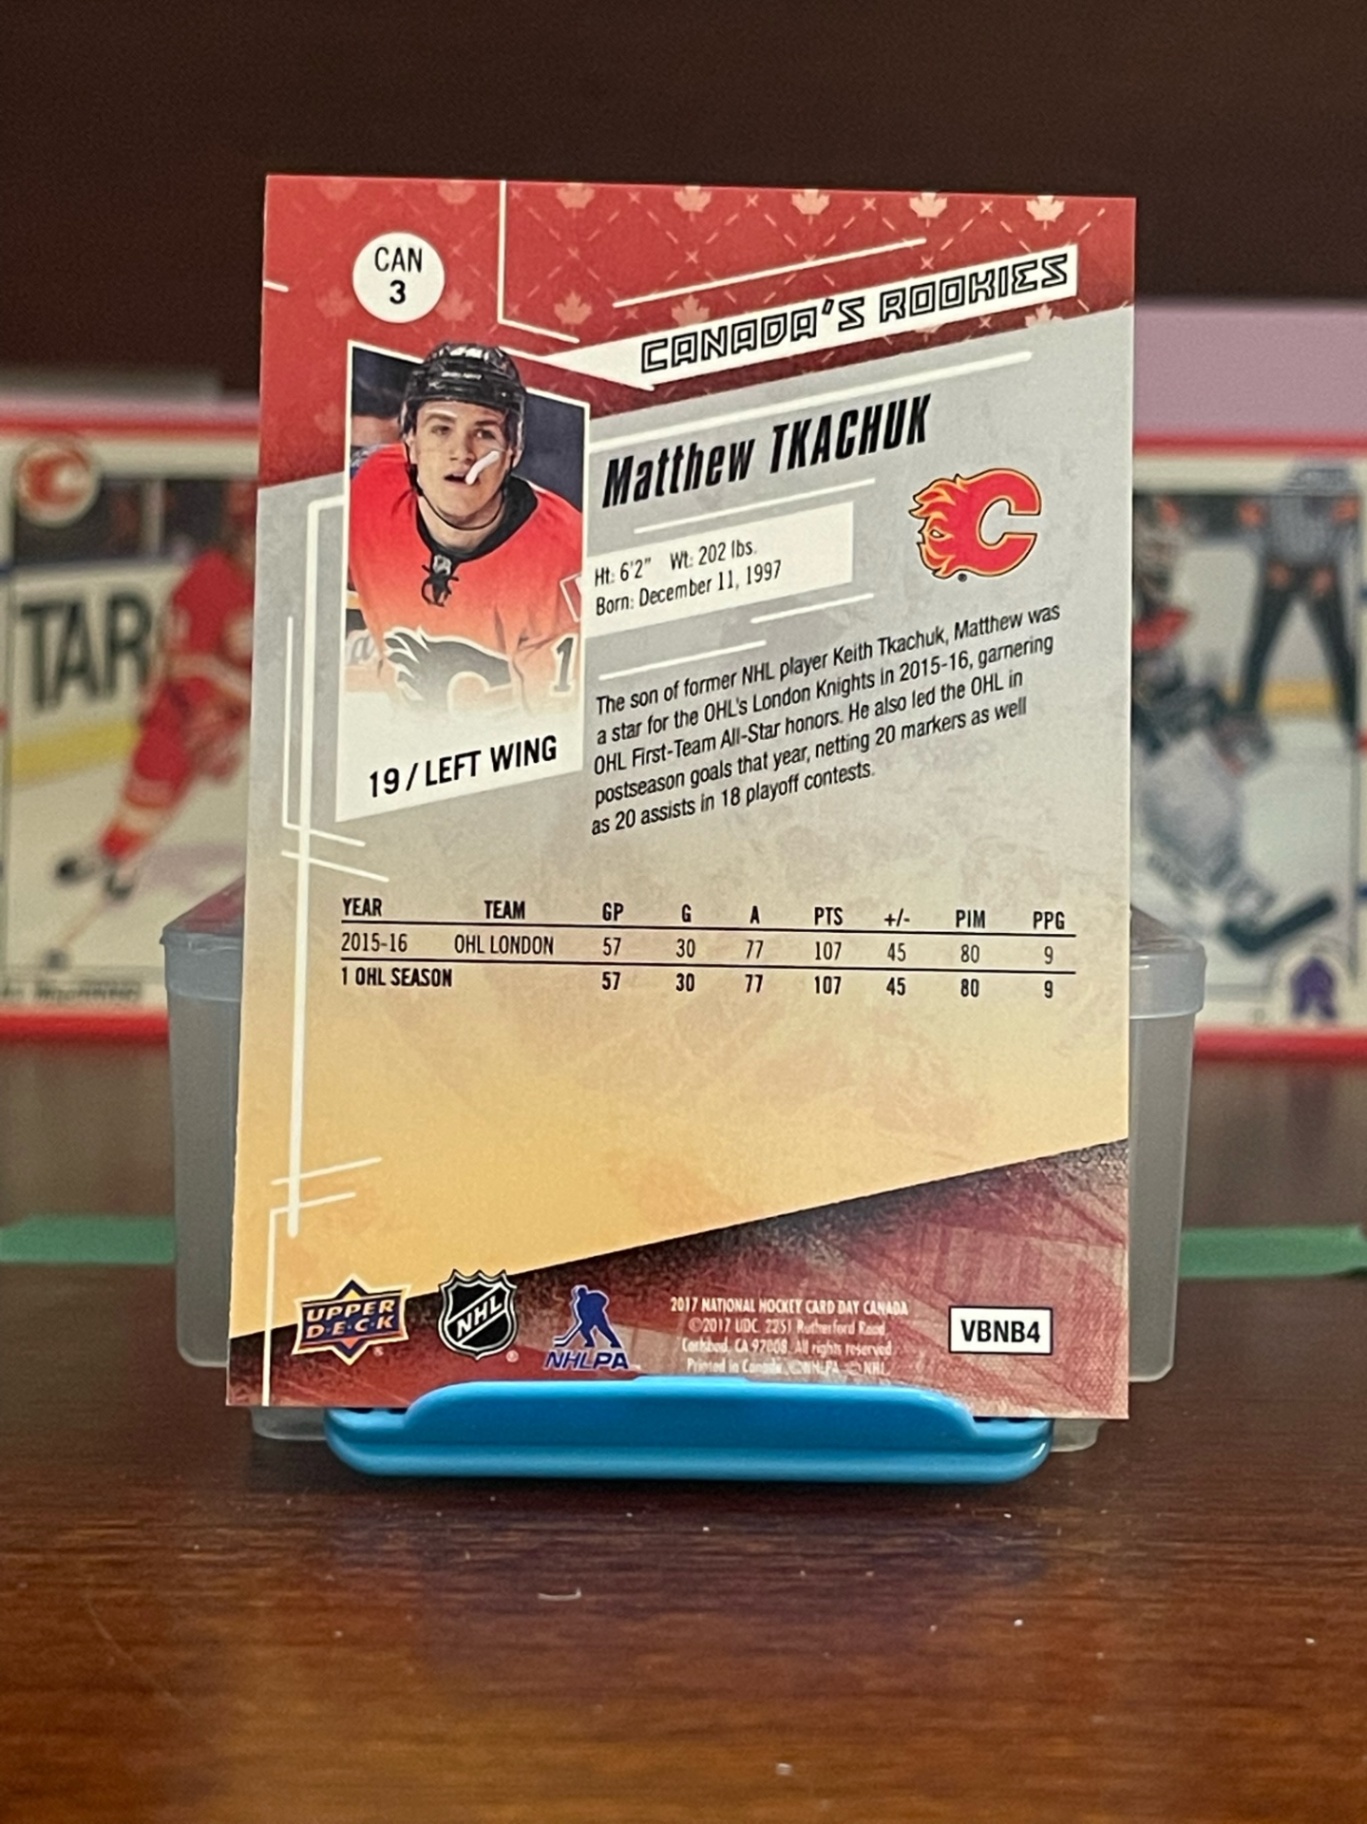 CAN
3
CANADA'S ROOKIES
Matthew TKACHUK
Ht: 6'2" Wt: 202 lbs.
Born: December 11, 1997
The son of former NHL player Keith Tkachuk, Matthew was
a star for the OHL's London Knights in 2015-16, garnering
OHL First-Team All-Star honors. He also led the OHL in
postseason goals that year, netting 20 markers as well
as 20 assists in 18 playoff contests.
1
19 / LEFT WING
YEAR TEAM GP G A PTS +/- PIM PPG
2015-16 OHL LONDON 57 30 77 107 45 80 9
1 OHL SEASON 57 30 77 107 45 80 9
UPPER
D·E·C·K
NHL
NHLPA
2017 NATIONAL HOCKEY CARD DAY CANADA
©2017 UDC. 2251 Rutherford Road,
Carlsbad, CA 92008. All rights reserved.
Printed in Canada. ©NHLPA ©NHL
VBNB4
TAR